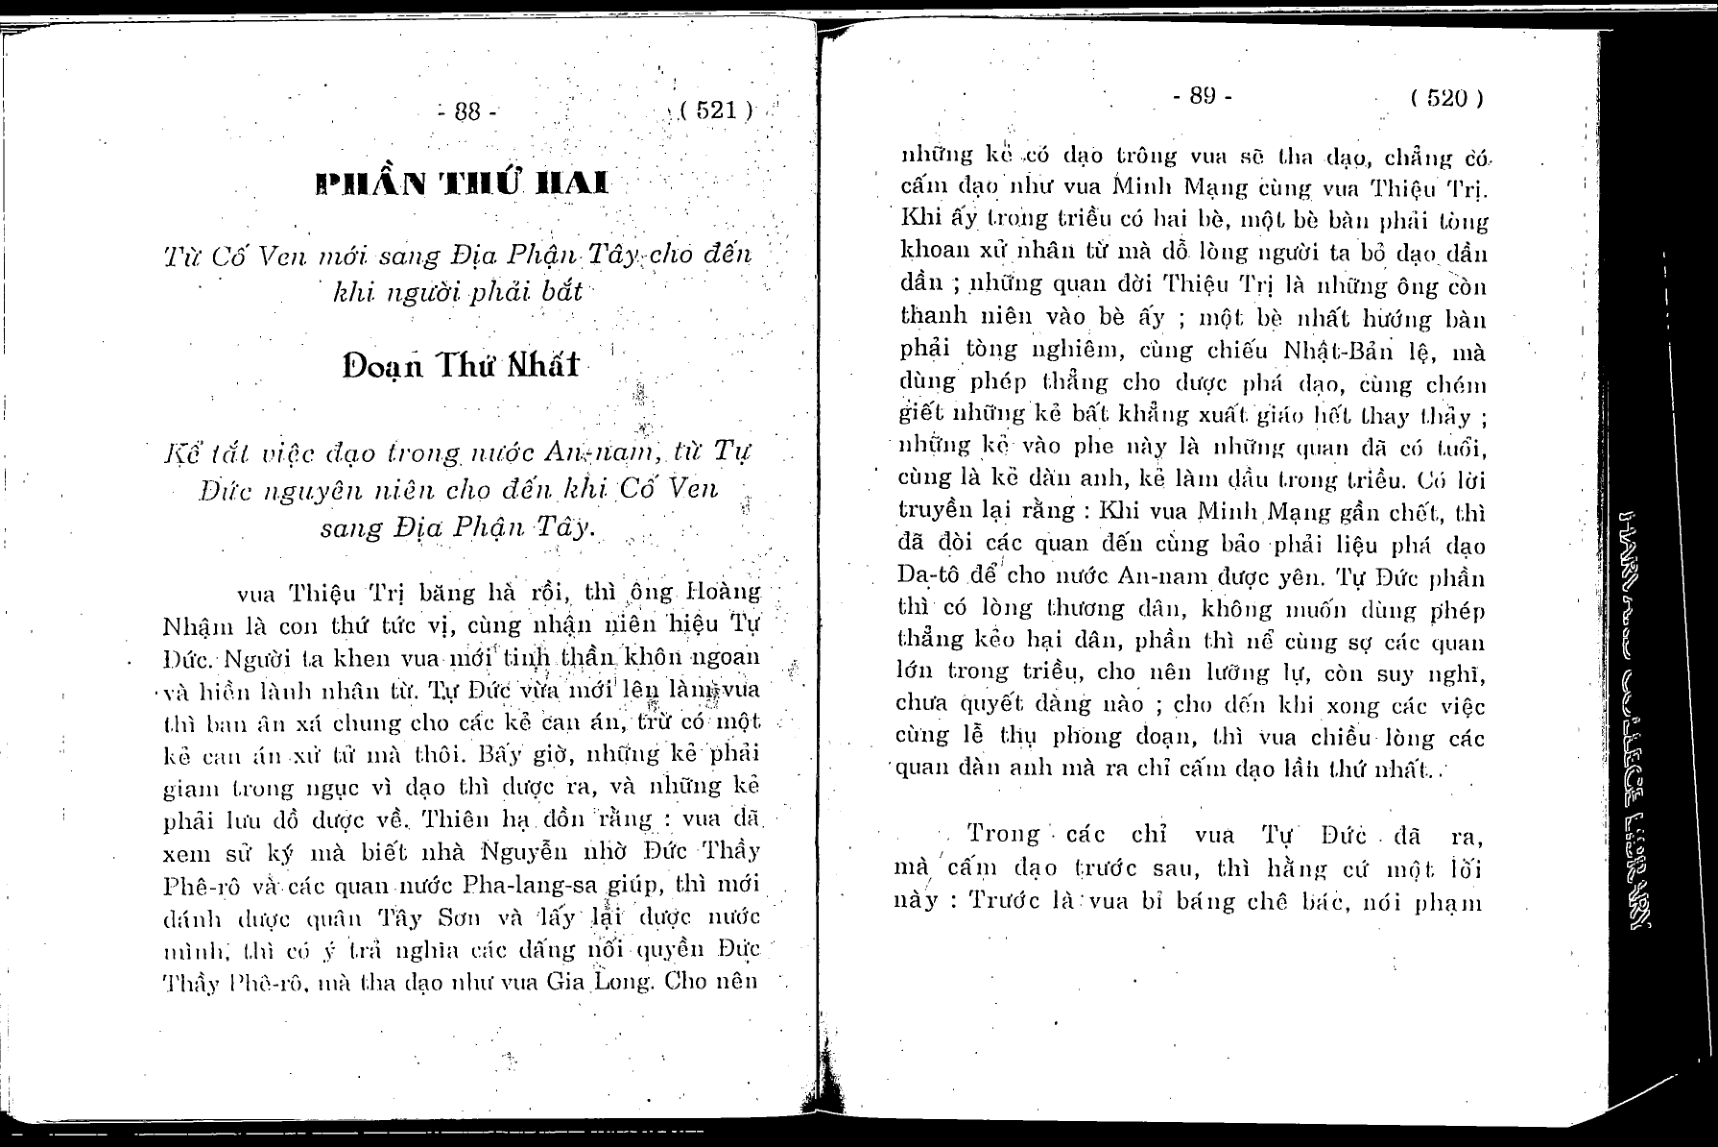 - 88 -
( 521 )
PHẦN THỨ HAI
Từ Cố Ven mới sang Địa Phận Tây cho đến
khi người phải bắt
Đoạn Thứ Nhất
Kể tắt việc đạo trong nước An-nam, từ Tự
Đức nguyên niên cho đến khi Cố Ven
sang Địa Phận Tây.
vua Thiệu Trị băng hà rồi, thì ông Hoàng
Nhậm là con thứ tức vị, cùng nhận niên hiệu Tự
Đức. Người ta khen vua mới tinh thần khôn ngoan
và hiền lành nhân từ. Tự Đức vừa mới lên làm vua
thì ban ân xá chung cho các kẻ can án, trừ có một
kẻ can án xử tử mà thôi. Bấy giờ, những kẻ phải
giam trong ngục vì đạo thì được ra, và những kẻ
phải lưu đồ được về. Thiên hạ đồn rằng : vua đã
xem sử ký mà biết nhà Nguyễn nhờ Đức Thầy
Phê-rô và các quan nước Pha-lang-sa giúp, thì mới
đánh được quân Tây Sơn và lấy lại được nước
mình, thì có ý trả nghĩa các đấng nối quyền Đức
Thầy Phê-rô, mà tha đạo như vua Gia Long. Cho nên
- 89 -
( 520 )
những kẻ có đạo trông vua sẽ tha đạo, chẳng có
cấm đạo như vua Minh Mạng cùng vua Thiệu Trị.
Khi ấy trong triều có hai bè, một bè bàn phải tòng
khoan xử nhân từ mà dỗ lòng người ta bỏ đạo dần
dần ; những quan đời Thiệu Trị là những ông còn
thanh niên vào bè ấy ; một bè nhất hướng bàn
phải tòng nghiêm, cùng chiếu Nhật-Bản lệ, mà
dùng phép thẳng cho được phá đạo, cùng chém
giết những kẻ bất khẳng xuất giáo hết thay thảy ;
những kẻ vào phe này là những quan đã có tuổi,
cùng là kẻ đàn anh, kẻ làm đầu trong triều. Có lời
truyền lại rằng : Khi vua Minh Mạng gần chết, thì
đã đòi các quan đến cùng bảo phải liệu phá đạo
Da-tô để cho nước An-nam được yên. Tự Đức phần
thì có lòng thương dân, không muốn dùng phép
thẳng kẻo hại dân, phần thì nể cùng sợ các quan
lớn trong triều, cho nên lưỡng lự, còn suy nghĩ,
chưa quyết đàng nào ; cho đến khi xong các việc
cùng lễ thụ phong đoạn, thì vua chiều lòng các
quan đàn anh mà ra chỉ cấm đạo lần thứ nhất.
Trong các chỉ vua Tự Đức đã ra,
mà cấm đạo trước sau, thì hằng cứ một lối
này : Trước là vua bỉ báng chê bác, nói phạm
HARVARD COLLEGE LIBRARY